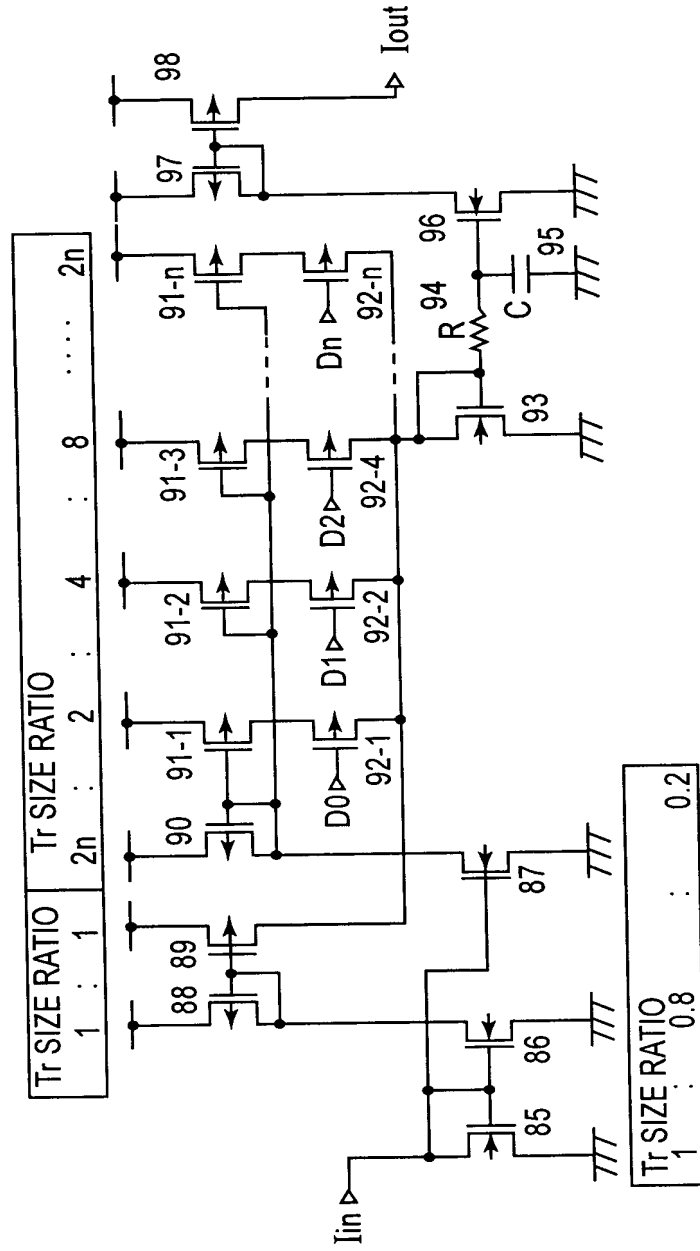 Tr SIZE RATIO
1 : 1
Tr SIZE RATIO
2n : 2 : 4 : 8 .... 2n
88
89
90
91-1
91-2
91-3
91-n
97
98
D0
D1
D2
Dn
92-1
92-2
92-4
92-n
Iout
Iin
85
86
87
93
R
94
C
95
96
Tr SIZE RATIO
1 : 0.8 : 0.2